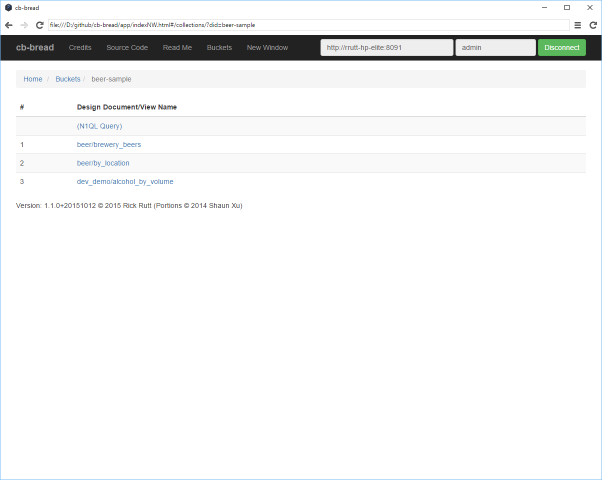 cb-bread
file:///D:/github/cb-bread/app/indexNW.html#/collections/?did=beer-sample
cb-bread Credits Source Code Read Me Buckets New Window http://rrutt-hp-elite:8091 admin Disconnect
Home / Buckets / beer-sample
# Design Document/View Name
(N1QL Query)
1 beer/brewery_beers
2 beer/by_location
3 dev_demo/alcohol_by_volume
Version: 1.1.0+20151012 © 2015 Rick Rutt (Portions © 2014 Shaun Xu)